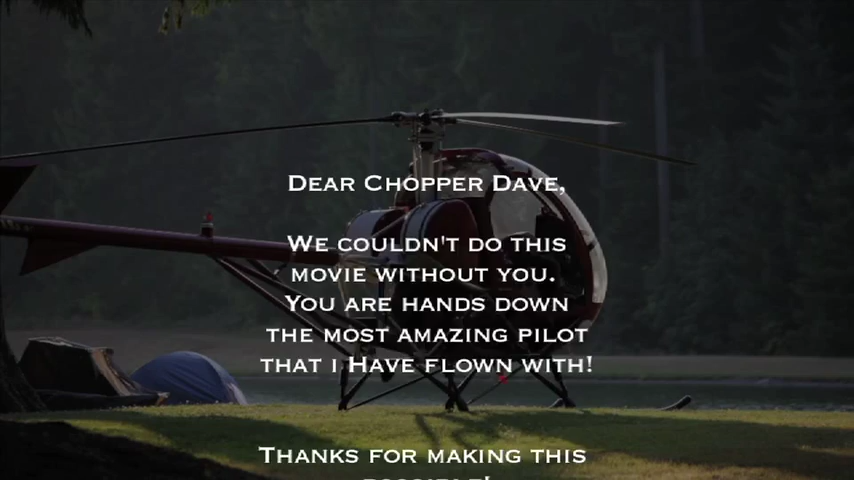 Dear Chopper Dave,
We couldn't do this
movie without you.
You are hands down
the most amazing pilot
that i Have flown with!
Thanks for making this